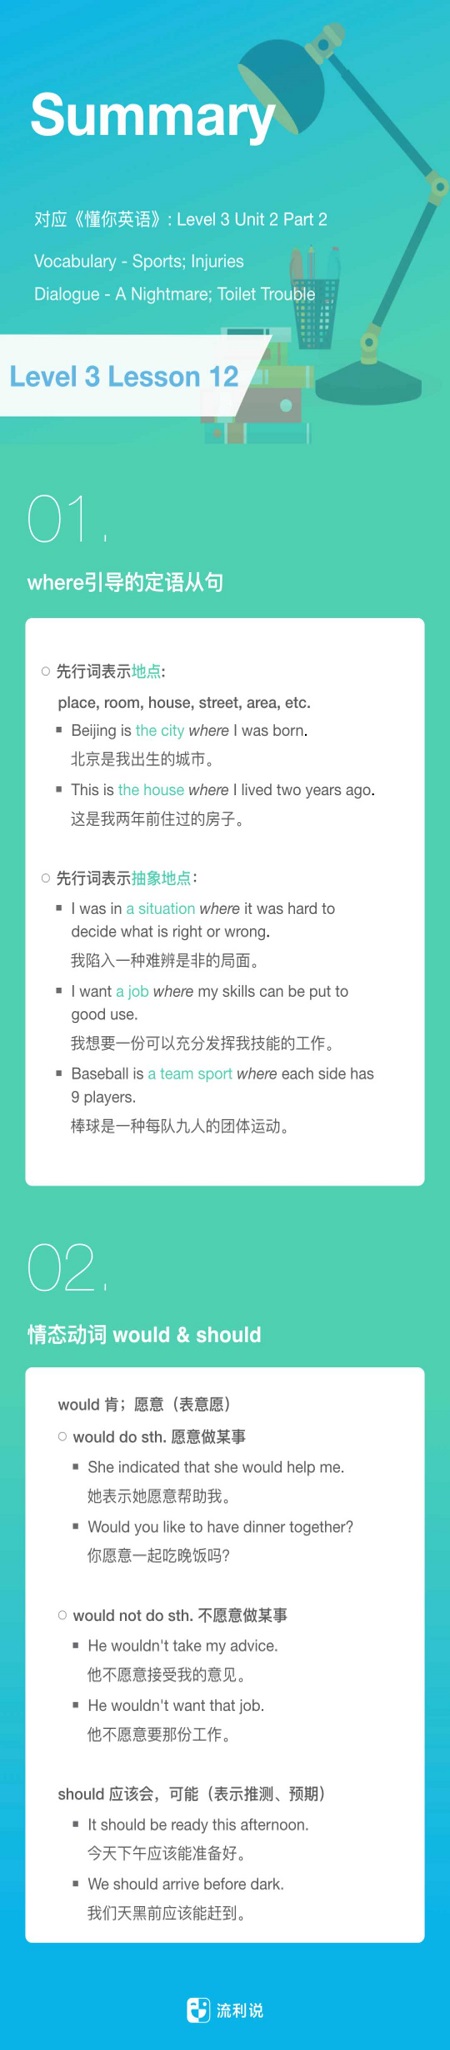 Summary
对应《懂你英语》: Level 3 Unit 2 Part 2
Vocabulary - Sports; Injuries
Dialogue - A Nightmare; Toilet Trouble
Level 3 Lesson 12
01.
where引导的定语从句
先行词表示地点:
place, room, house, street, area, etc.
Beijing is the city where I was born.
北京是我出生的城市。
This is the house where I lived two years ago.
这是我两年前住过的房子。
先行词表示抽象地点：
I was in a situation where it was hard to
decide what is right or wrong.
我陷入一种难辨是非的局面。
I want a job where my skills can be put to
good use.
我想要一份可以充分发挥我技能的工作。
Baseball is a team sport where each side has
9 players.
棒球是一种每队九人的团体运动。
02.
情态动词 would & should
would 肯；愿意（表意愿）
would do sth. 愿意做某事
She indicated that she would help me.
她表示她愿意帮助我。
Would you like to have dinner together?
你愿意一起吃晚饭吗?
would not do sth. 不愿意做某事
He wouldn't take my advice.
他不愿意接受我的意见。
He wouldn't want that job.
他不愿意要那份工作。
should 应该会，可能（表示推测、预期）
It should be ready this afternoon.
今天下午应该能准备好。
We should arrive before dark.
我们天黑前应该能赶到。
流利说